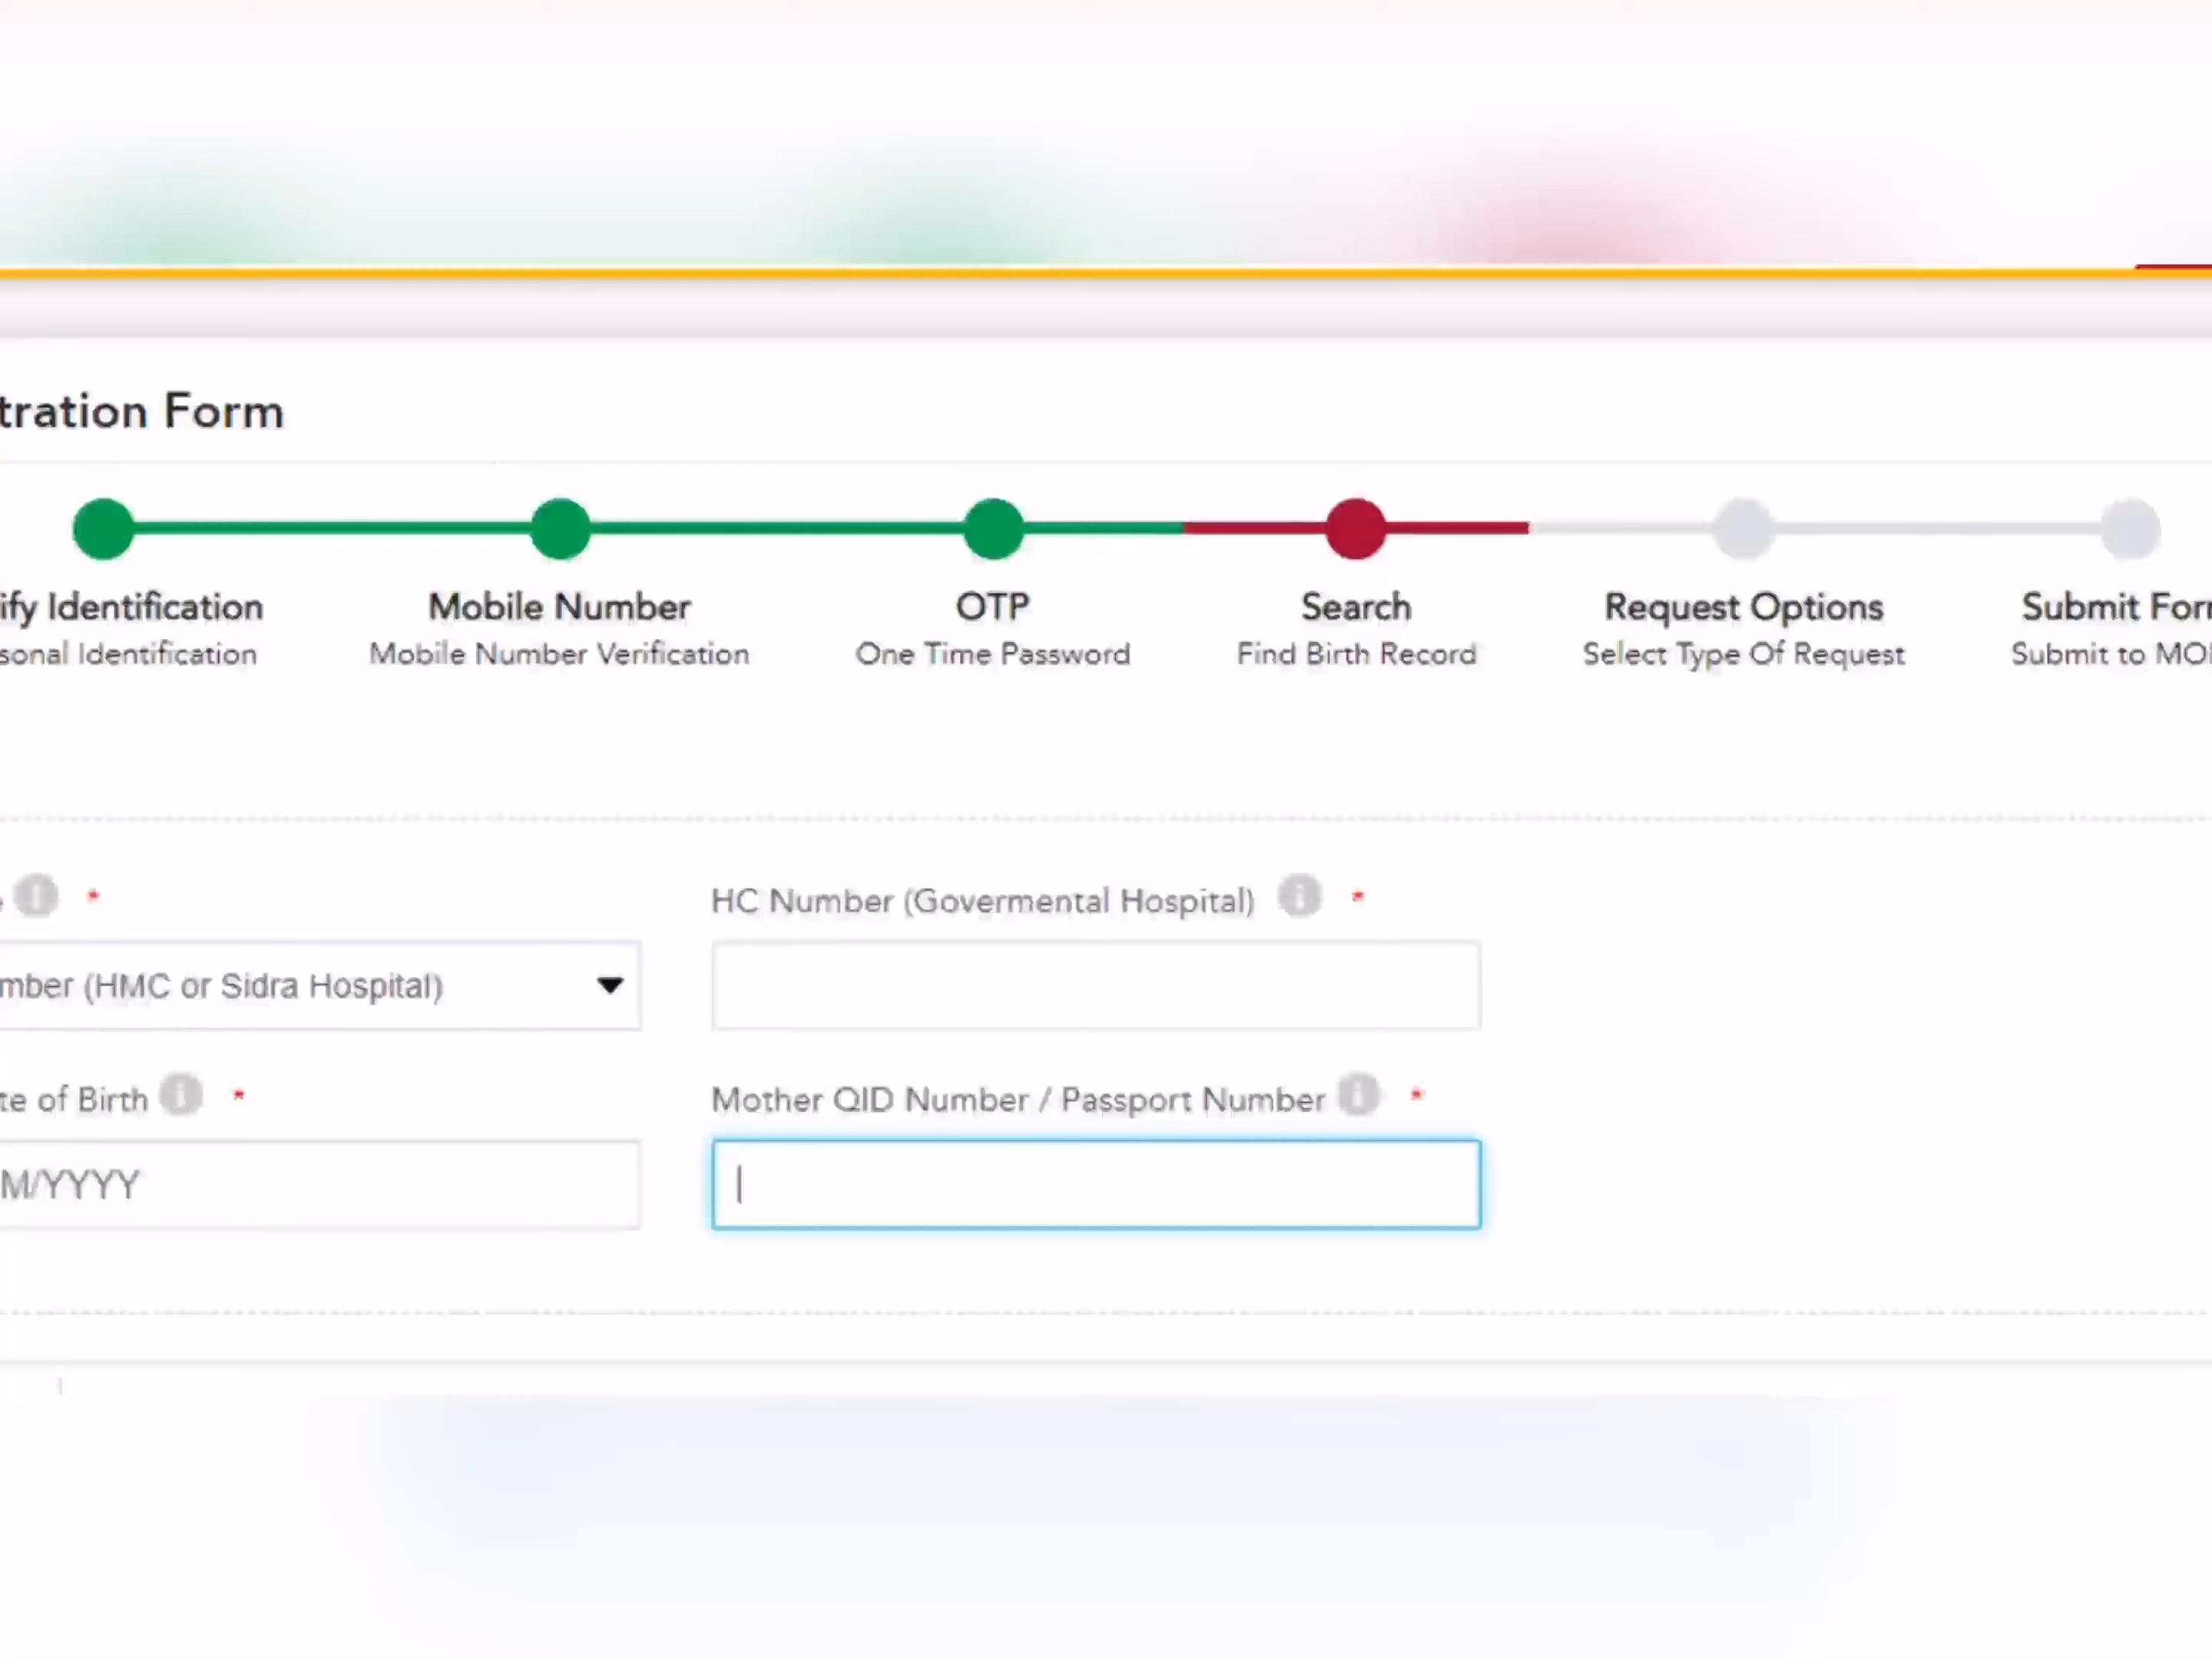 tration Form
ify Identification Mobile Number OTP Search Request Options Submit For
sonal Identification Mobile Number Verification One Time Password Find Birth Record Select Type Of Request Submit to MO
HC Number (Govermental Hospital) *
mber (HMC or Sidra Hospital)
te of Birth * Mother QID Number / Passport Number *
M/YYYY